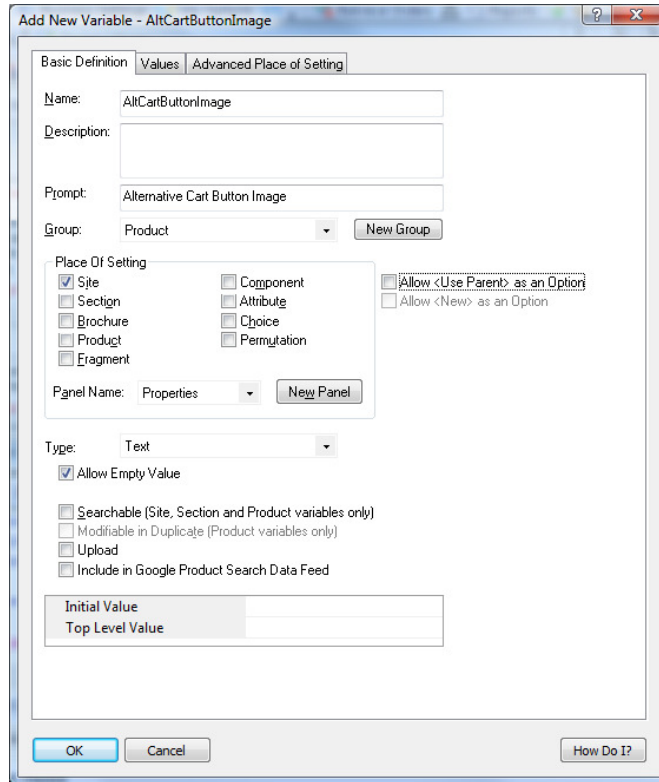 Add New Variable - AltCartButtonImage
Basic Definition Values Advanced Place of Setting
Name: AltCartButtonImage
Description:
Prompt: Alternative Cart Button Image
Group: Product New Group
Place Of Setting
Site Component Allow <Use Parent> as an Option
Section Attribute Allow <New> as an Option
Brochure Choice
Product Permutation
Fragment
Panel Name: Properties New Panel
Type: Text
Allow Empty Value
Searchable (Site, Section and Product variables only)
Modifiable in Duplicate (Product variables only)
Upload
Include in Google Product Search Data Feed
Initial Value
Top Level Value
OK Cancel How Do I?